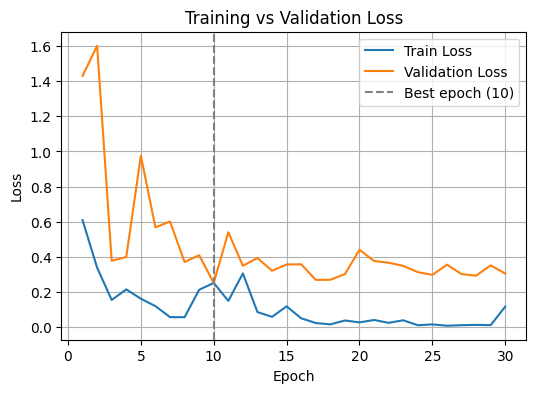 Training vs Validation Loss
Train Loss
Validation Loss
Best epoch (10)
Loss
1.6
1.4
1.2
1.0
0.8
0.6
0.4
0.2
0.0
0 5 10 15 20 25 30
Epoch